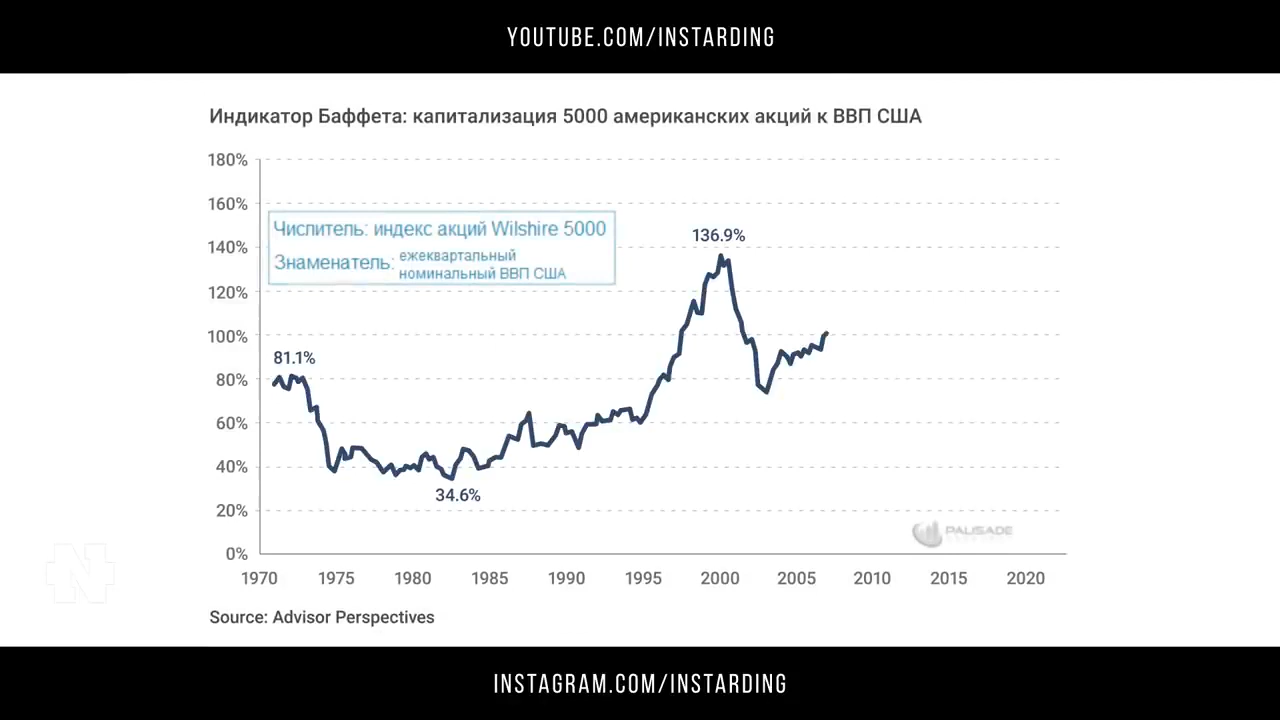 YOUTUBE.COM/INSTARDING
Индикатор Баффета: капитализация 5000 американских акций к ВВП США
180%
160%
Числитель: индекс акций Wilshire 5000
Знаменатель: ежеквартальный
номинальный ВВП США
140%
136.9%
120%
100%
81.1%
80%
60%
40%
34.6%
20%
PALISADE
0%
1970 1975 1980 1985 1990 1995 2000 2005 2010 2015 2020
Source: Advisor Perspectives
N
INSTAGRAM.COM/INSTARDING